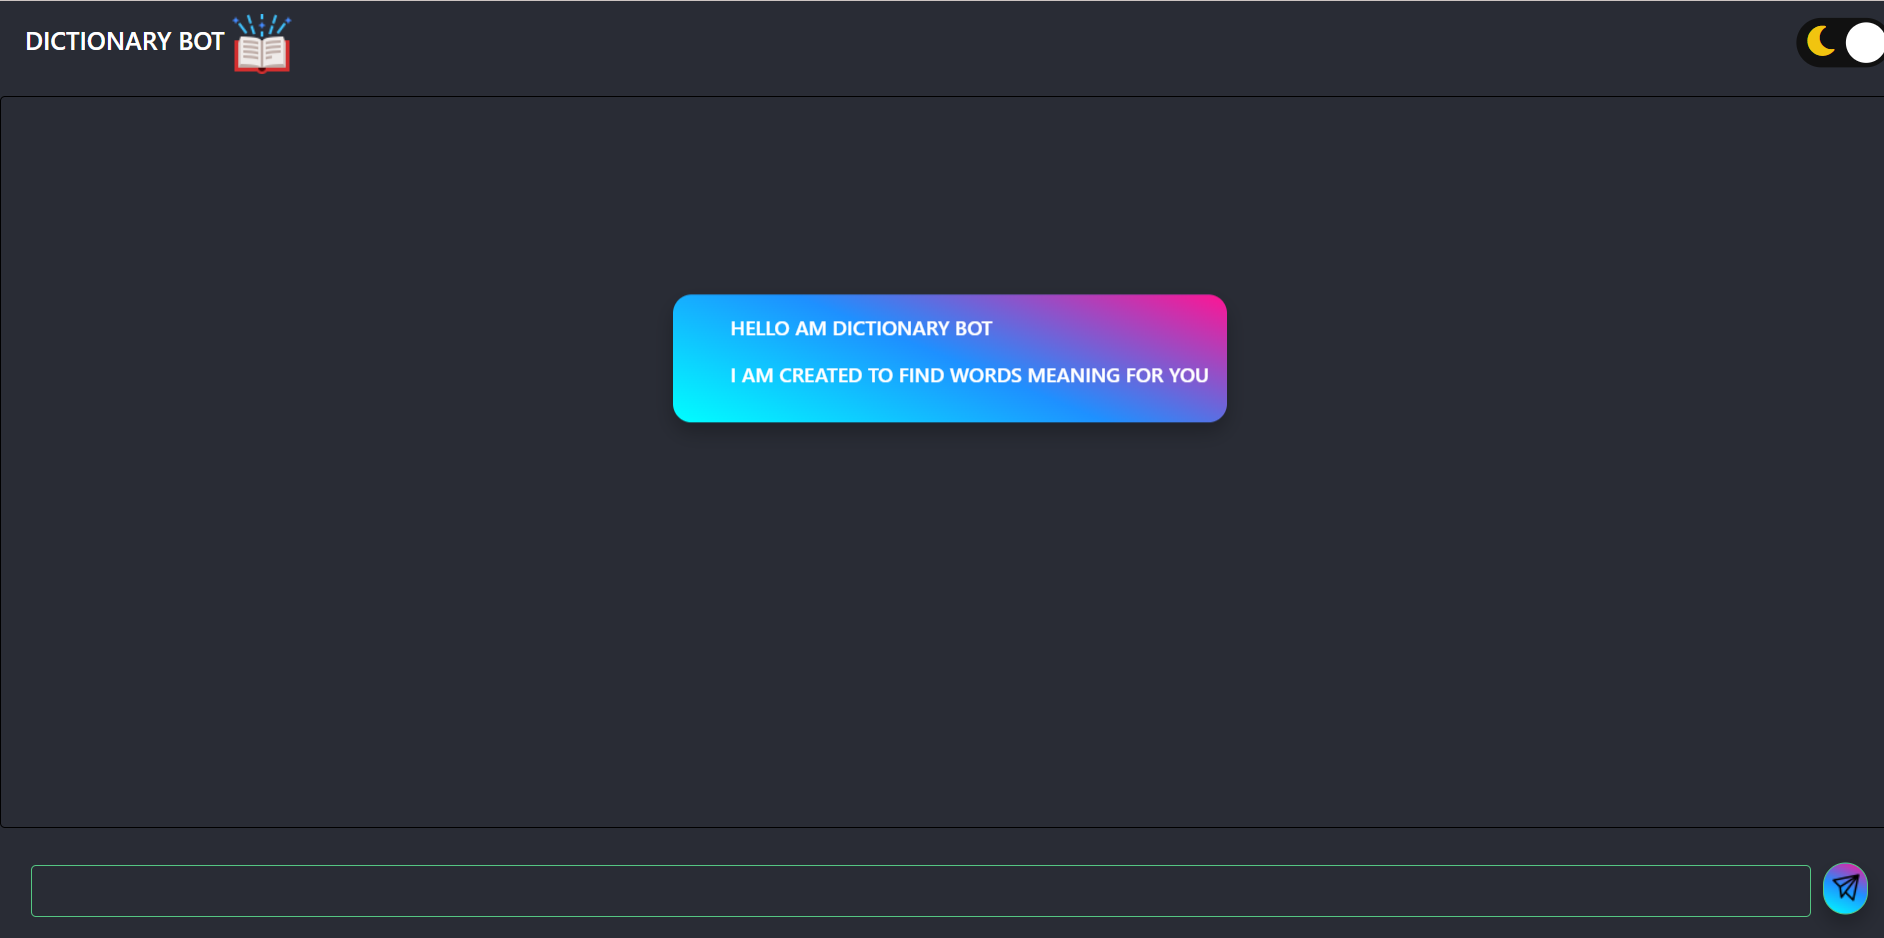 DICTIONARY BOT
HELLO AM DICTIONARY BOT
I AM CREATED TO FIND WORDS MEANING FOR YOU